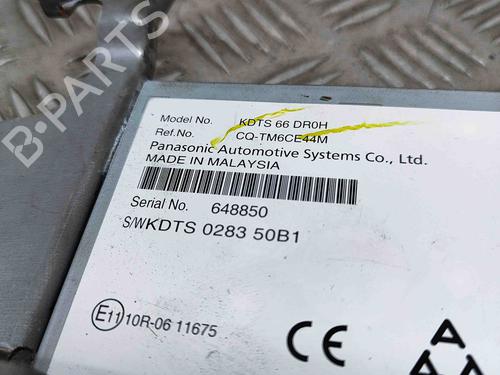 B-PARTS
Model No. KDTS 66 DR0H
Ref.No. CQ-TM6CE44M
Panasonic Automotive Systems Co., Ltd.
MADE IN MALAYSIA
Serial No. 648850
S/WKDTS 0283 50B1
E11 10R-06 11675
CE
A
A A